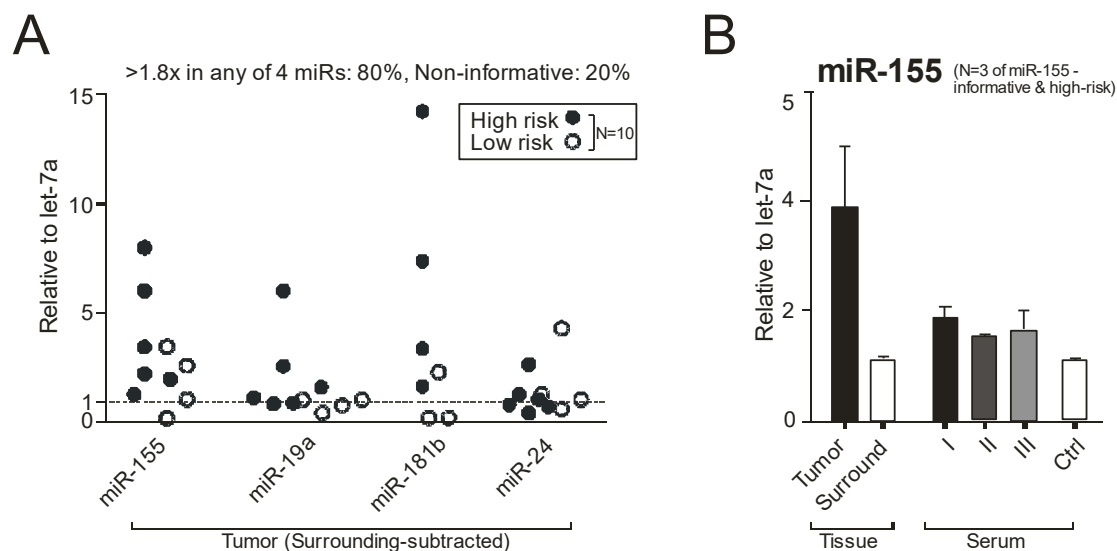 A
>1.8x in any of 4 miRs: 80%, Non-informative: 20%
15
10
5
1
0
Relative to let-7a
High risk
Low risk
N=10
miR-155
miR-19a
miR-181b
miR-24
Tumor (Surrounding-subtracted)
B
miR-155
(N=3 of miR-155 -
informative & high-risk)
5
4
2
0
Relative to let-7a
Tumor
Surround
I
II
III
Ctrl
Tissue
Serum